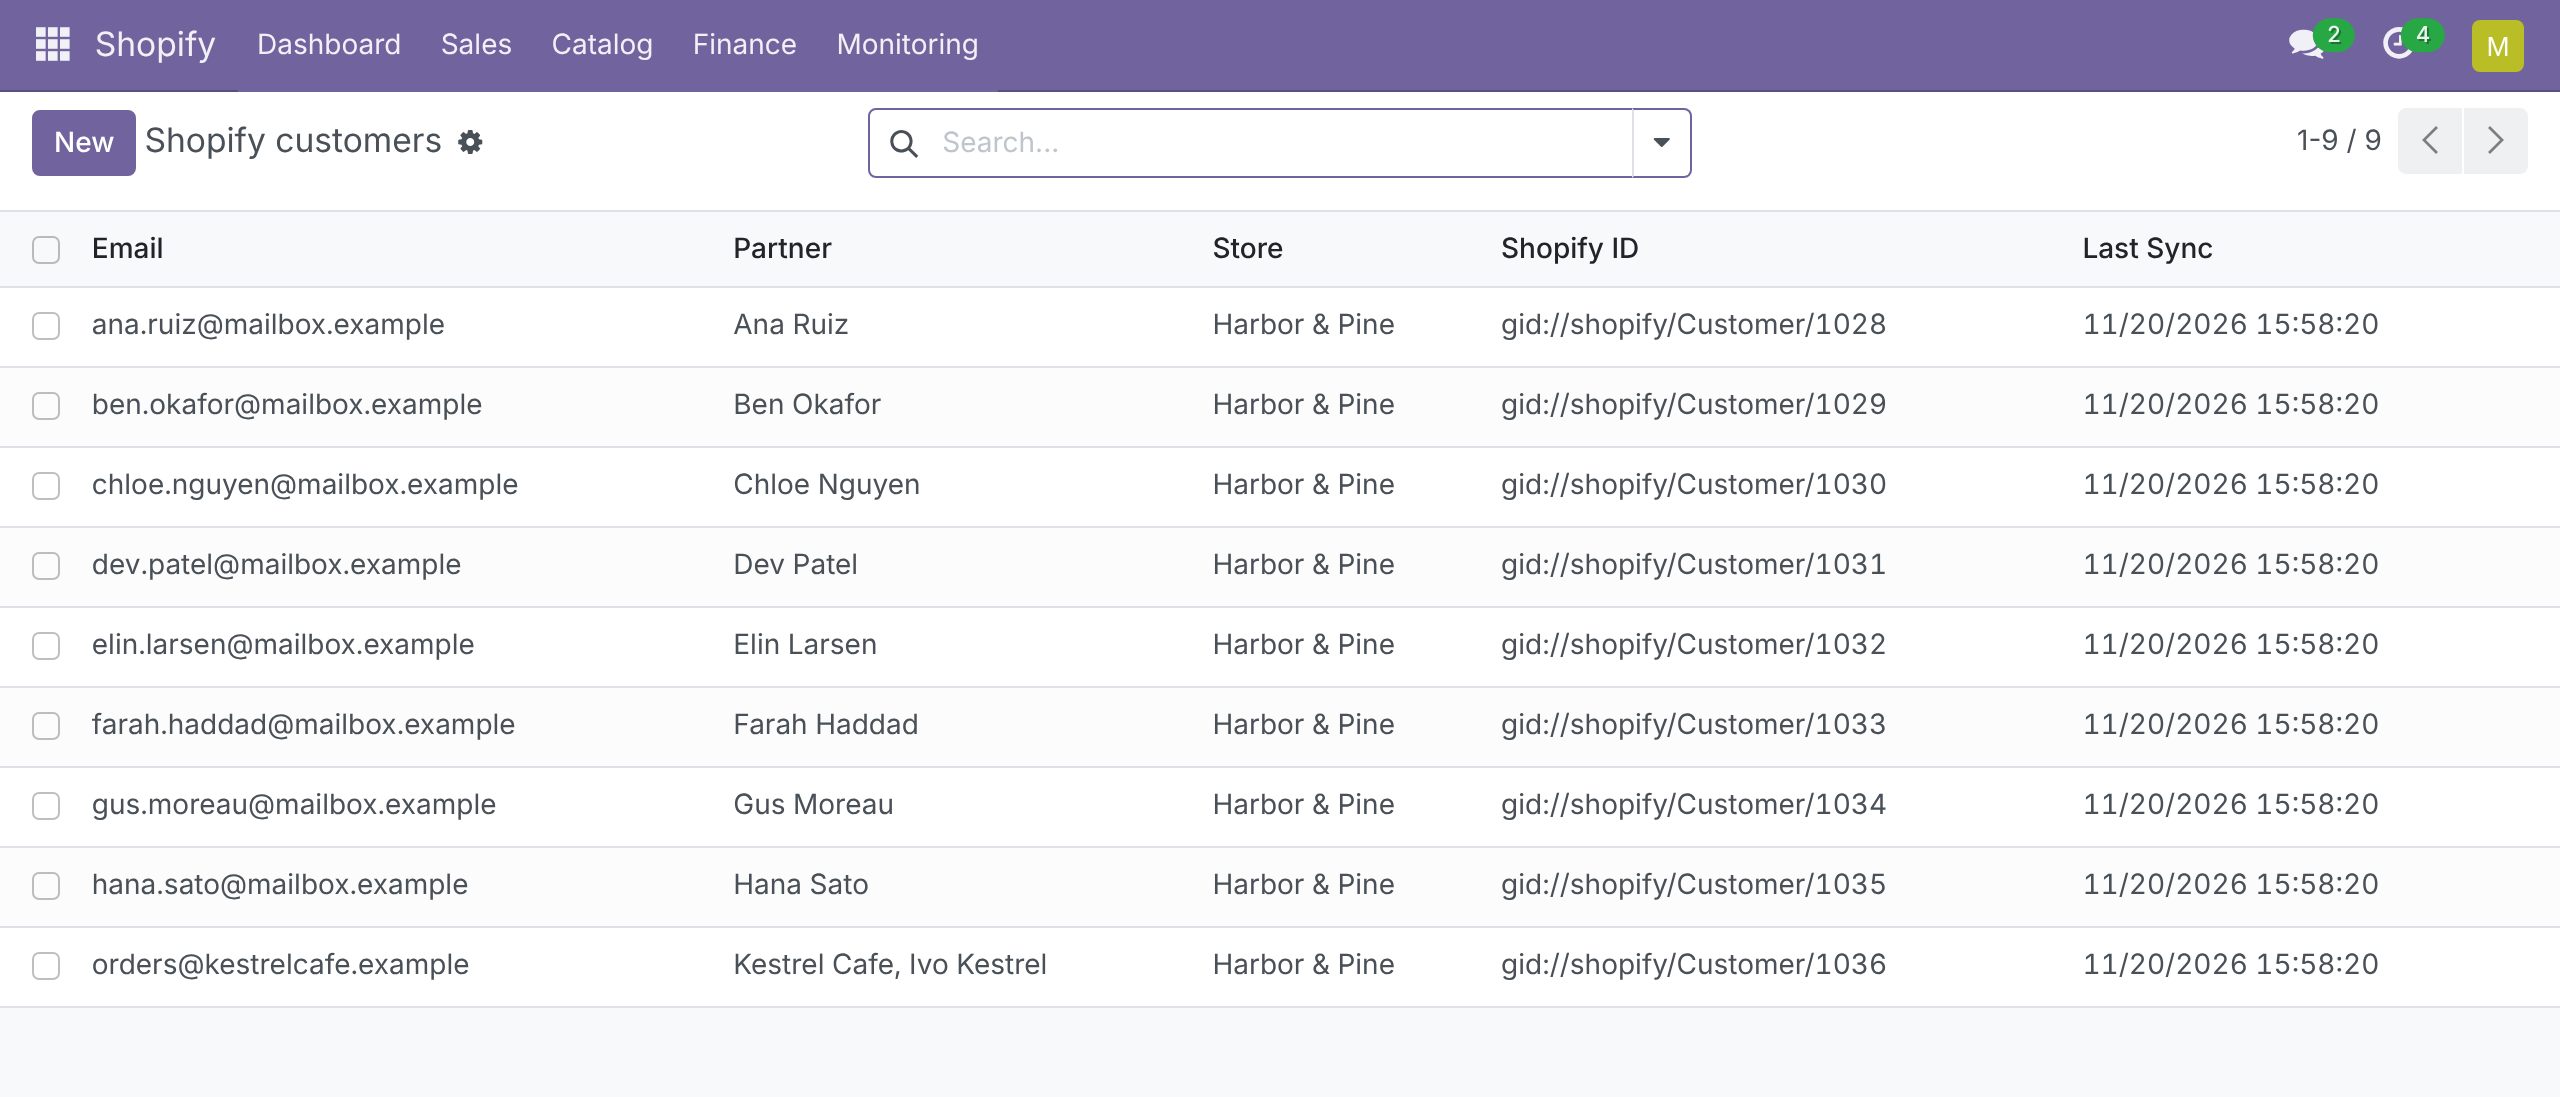 Shopify Dashboard Sales Catalog Finance Monitoring 2 4 M
New Shopify customers Search... 1-9 / 9
Email Partner Store Shopify ID Last Sync
ana.ruiz@mailbox.example Ana Ruiz Harbor & Pine gid://shopify/Customer/1028 11/20/2026 15:58:20
ben.okafor@mailbox.example Ben Okafor Harbor & Pine gid://shopify/Customer/1029 11/20/2026 15:58:20
chloe.nguyen@mailbox.example Chloe Nguyen Harbor & Pine gid://shopify/Customer/1030 11/20/2026 15:58:20
dev.patel@mailbox.example Dev Patel Harbor & Pine gid://shopify/Customer/1031 11/20/2026 15:58:20
elin.larsen@mailbox.example Elin Larsen Harbor & Pine gid://shopify/Customer/1032 11/20/2026 15:58:20
farah.haddad@mailbox.example Farah Haddad Harbor & Pine gid://shopify/Customer/1033 11/20/2026 15:58:20
gus.moreau@mailbox.example Gus Moreau Harbor & Pine gid://shopify/Customer/1034 11/20/2026 15:58:20
hana.sato@mailbox.example Hana Sato Harbor & Pine gid://shopify/Customer/1035 11/20/2026 15:58:20
orders@kestrelcafe.example Kestrel Cafe, Ivo Kestrel Harbor & Pine gid://shopify/Customer/1036 11/20/2026 15:58:20